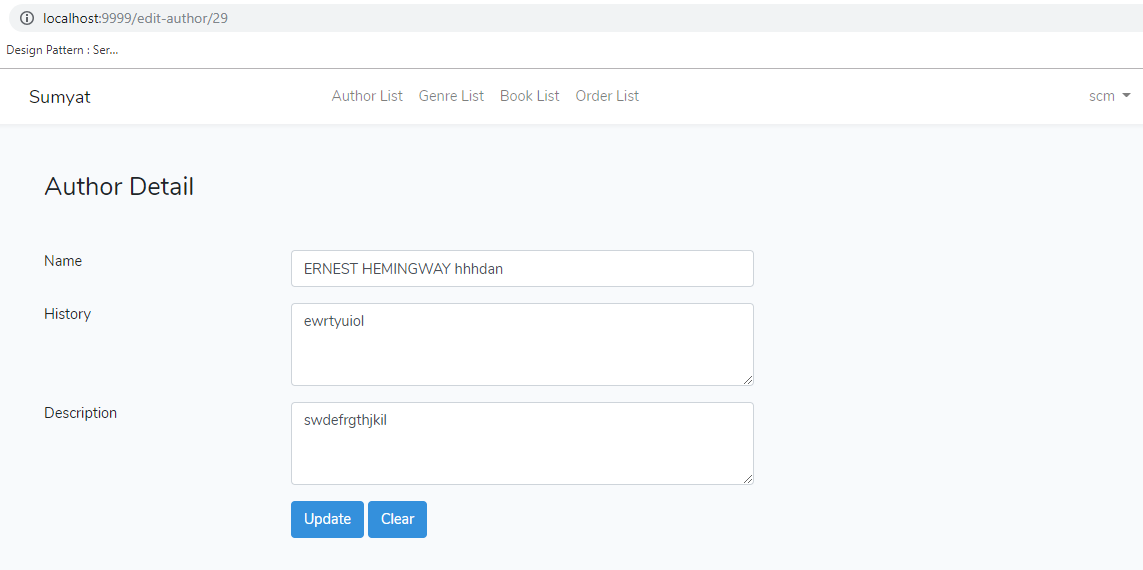 localhost:9999/edit-author/29
Design Pattern : Ser...
Sumyat Author List Genre List Book List Order List scm
Author Detail
Name ERNEST HEMINGWAY hhhdan
History ewrtyuiol
Description swdefrgthjkil
Update Clear